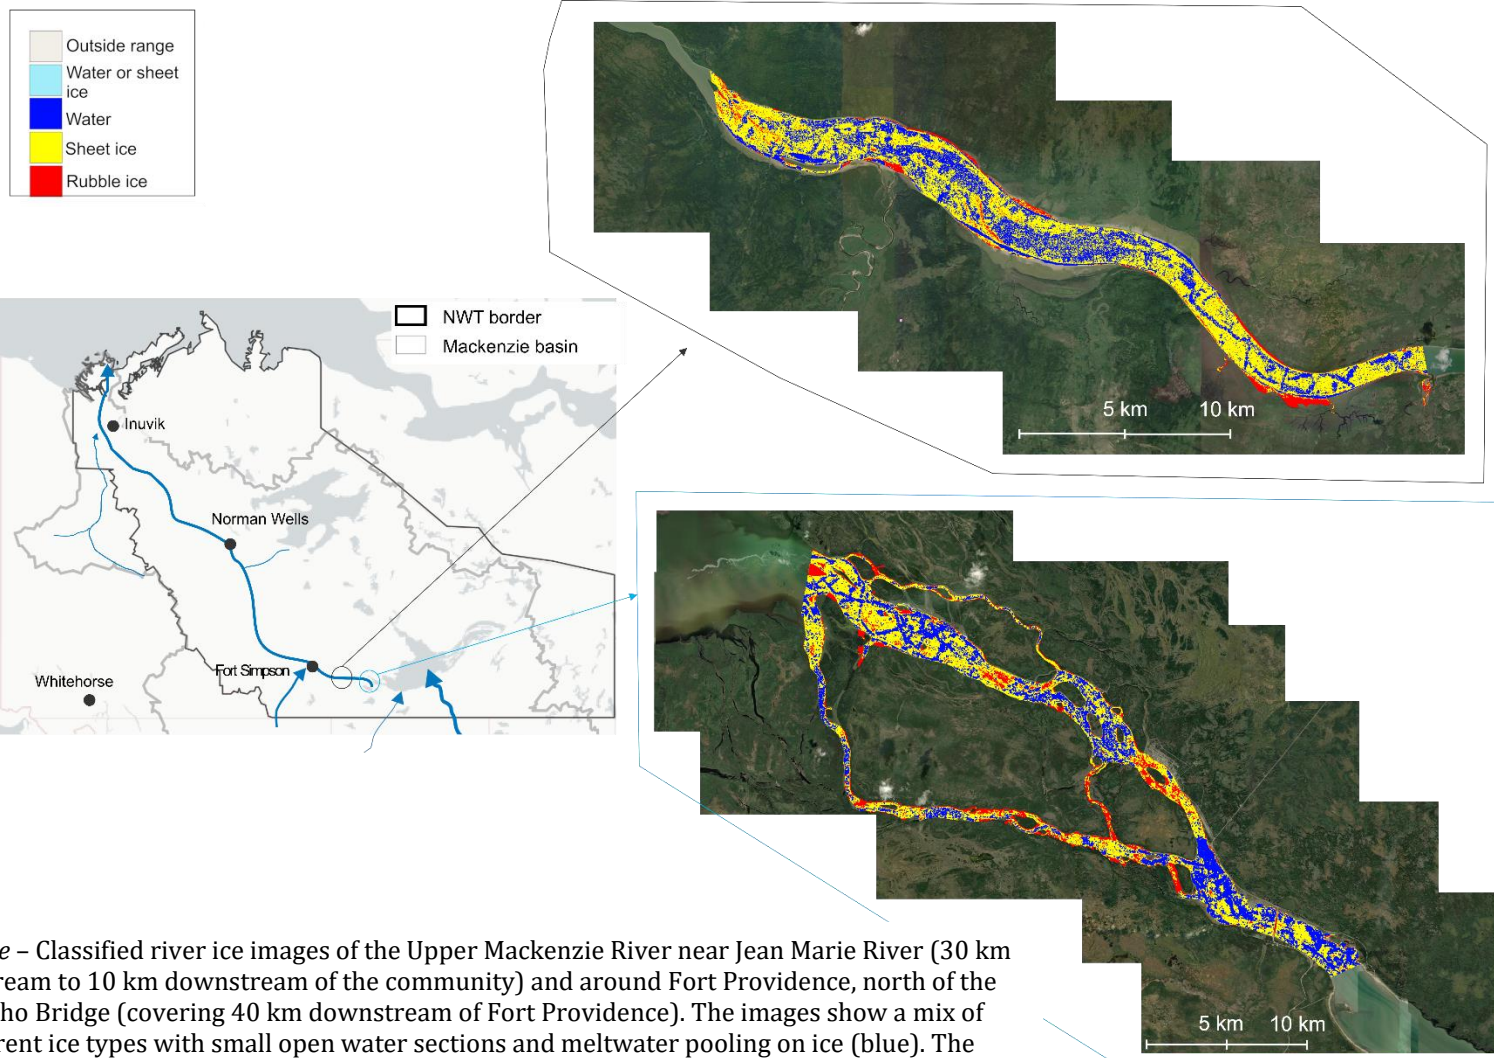 Outside range
Water or sheet
ice
Water
Sheet ice
Rubble ice
5 km 10 km
NWT border
Mackenzie basin
Inuvik
Norman Wells
Fort Simpson
Whitehorse
5 km 10 km
e – Classified river ice images of the Upper Mackenzie River near Jean Marie River (30 km
ream to 10 km downstream of the community) and around Fort Providence, north of the
ho Bridge (covering 40 km downstream of Fort Providence). The images show a mix of
rent ice types with small open water sections and meltwater pooling on ice (blue). The